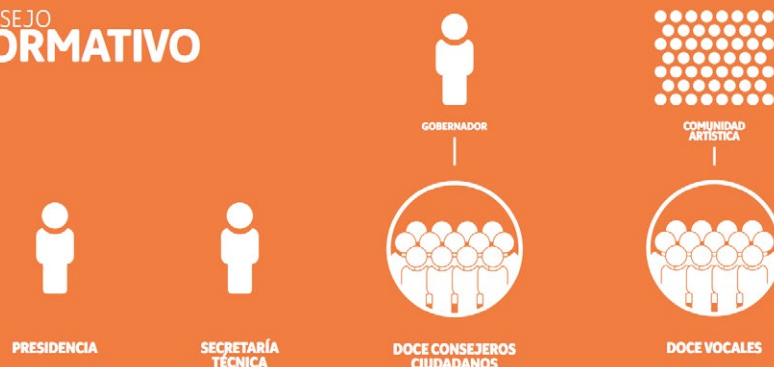 SEJO
ORMATIVO
GOBERNADOR
COMUNIDAD
ARTÍSTICA
PRESIDENCIA
SECRETARÍA
TÉCNICA
DOCE CONSEJEROS
CIUDADANOS
DOCE VOCALES